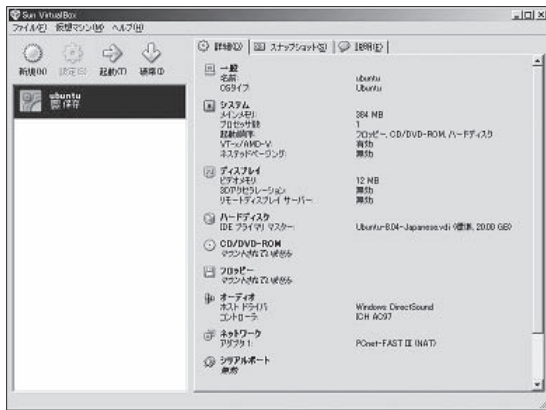 Sun VirtualBox
ファイル(F) 仮想マシン(M) ヘルプ(H)
新規(N) 設定(S) 起動(T) 破棄(D)
ubuntu
保存
詳細(D) スナップショット(S) 説明(E)
一般
名前 ubuntu
OSタイプ Ubuntu
システム
メインメモリ 384 MB
プロセッサ数 1
起動順序 フロッピー, CD/DVD-ROM, ハードディスク
VT-x/AMD-V: 有効
ネステッドページング: 無効
ディスプレイ
ビデオメモリ 12 MB
3Dアクセラレーション: 無効
リモートディスプレイ サーバー: 無効
ハードディスク
IDE プライマリ マスター: Ubuntu-8.04-Japanese.vdi (標準, 20.00 GB)
CD/DVD-ROM
マウントされていません
フロッピー
マウントされていません
オーディオ
ホスト ドライバ Windows DirectSound
コントローラ ICH AC97
ネットワーク
アダプタ 1: PCnet-FAST III (NAT)
シリアルポート
無効